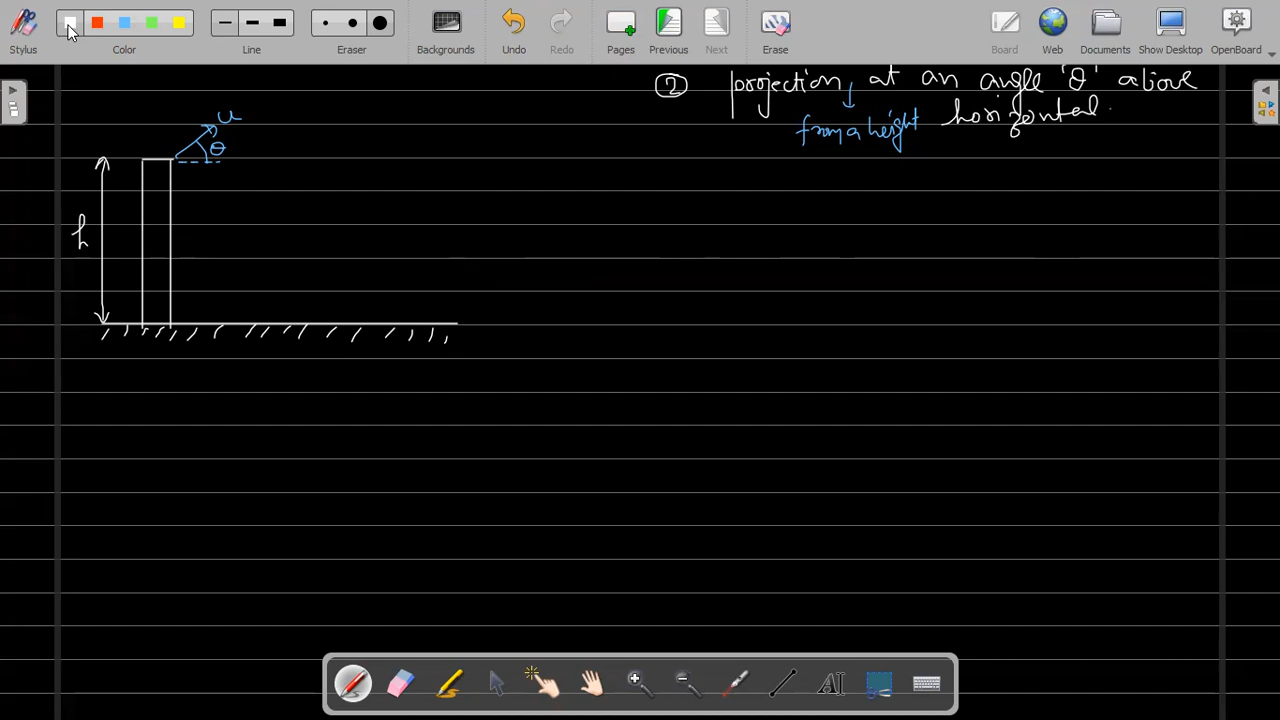 Stylus Color Line Eraser Backgrounds Undo Redo Pages Previous Next Erase Board Web Documents Show Desktop OpenBoard
② projection at an angle 'θ' above
from a height horizontal.
u
θ
h
AI